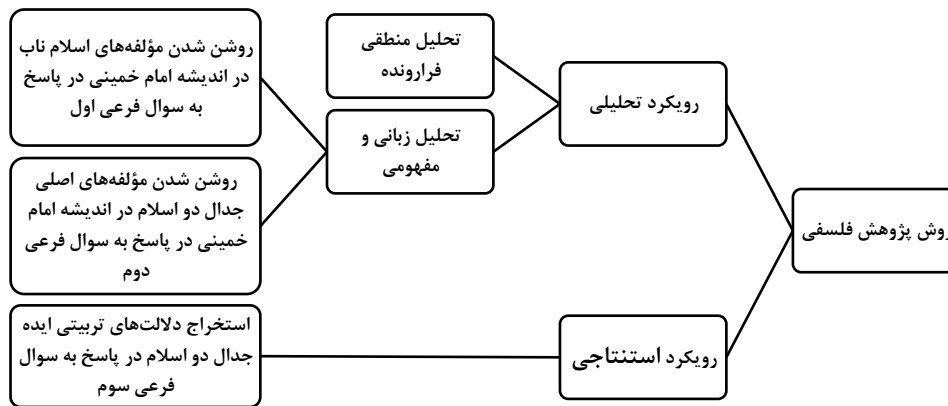 روش پژوهش فلسفی
رویکرد تحلیلی
تحلیل منطقی
فرارونده
تحلیل زبانی و
مفهومی
روشن شدن مؤلفه‌های اسلام ناب
در اندیشه امام خمینی در پاسخ
به سوال فرعی اول
روشن شدن مؤلفه‌های اصلی
جدال دو اسلام در اندیشه امام
خمینی در پاسخ به سوال فرعی
دوم
رویکرد استنتاجی
استخراج دلالت‌های تربیتی ایده
جدال دو اسلام در پاسخ به سوال
فرعی سوم